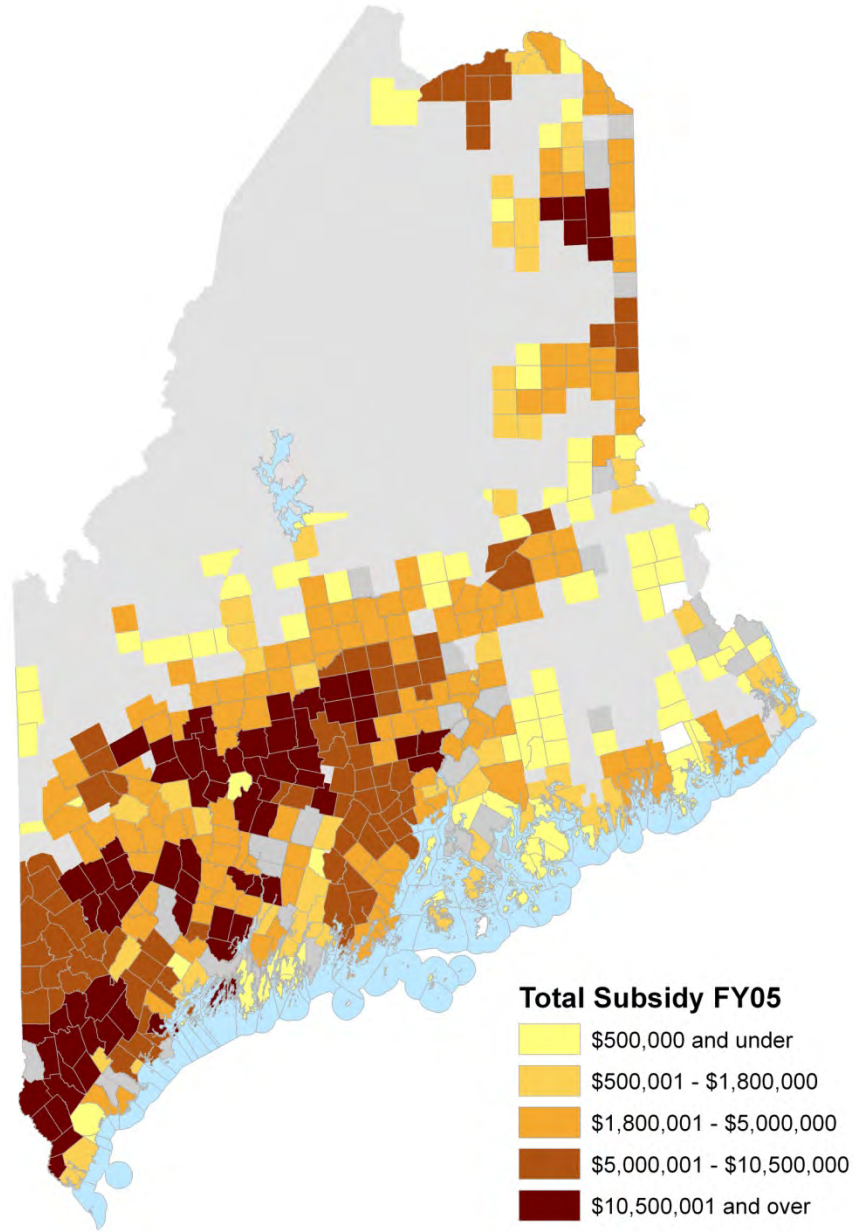 Total Subsidy FY05
$500,000 and under
$500,001 - $1,800,000
$1,800,001 - $5,000,000
$5,000,001 - $10,500,000
$10,500,001 and over